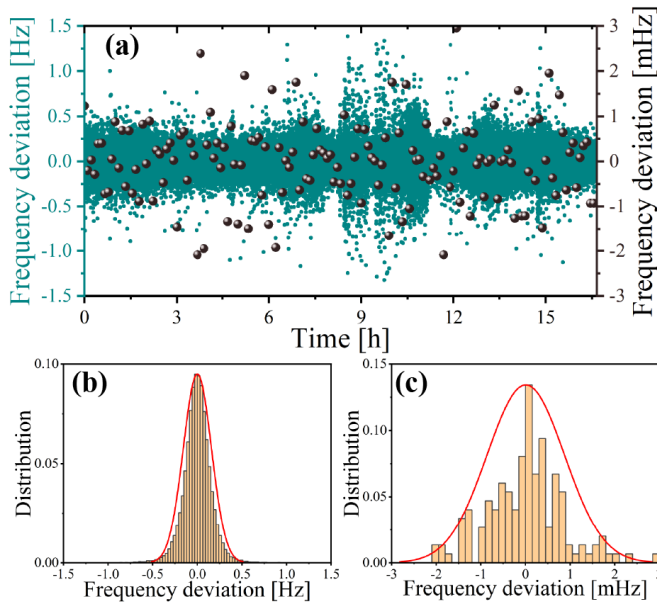 (a)
Frequency deviation [Hz]
1.5
1.0
0.5
0.0
-0.5
-1.0
1.5
Frequency deviation [mHz]
3
2
1
0
-1
-2
-3
0 3 6 9 12 15
Time [h]
(b)
Distribution
0.10
0.05
0.00
-1.5 -1.0 -0.5 0.0 0.5 1.0 1.5
Frequency deviation [Hz]
(c)
Distribution
0.15
0.10
0.05
0.00
-3 -2 -1 0 1 2 3
Frequency deviation [mHz]